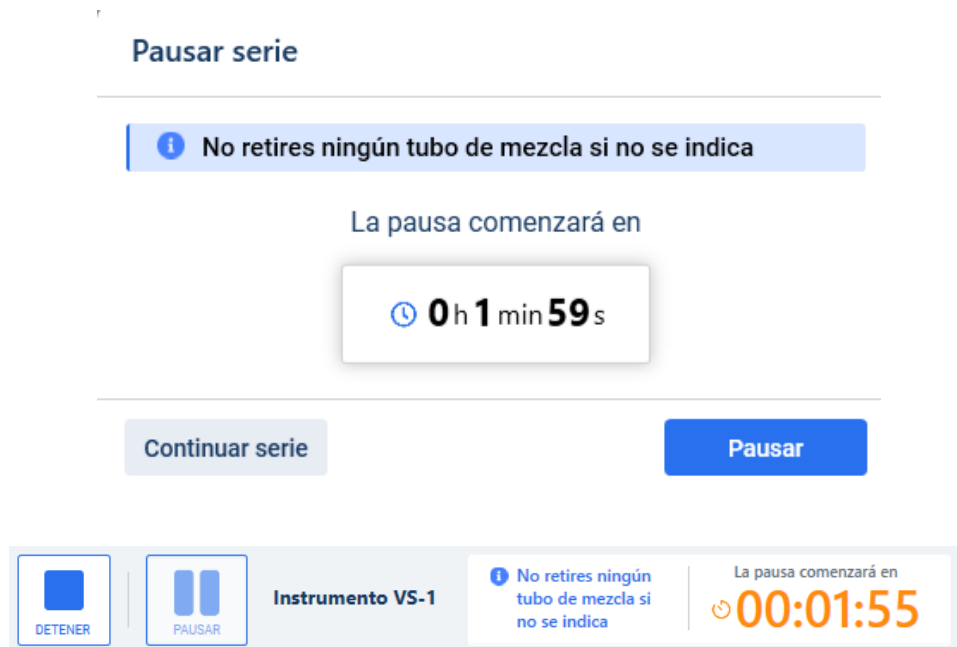 Pausar serie
No retires ningún tubo de mezcla si no se indica
La pausa comenzará en
0 h 1 min 59 s
Continuar serie
Pausar
DETENER
PAUSAR
Instrumento VS-1
No retires ningún
tubo de mezcla si
no se indica
La pausa comenzará en
00:01:55